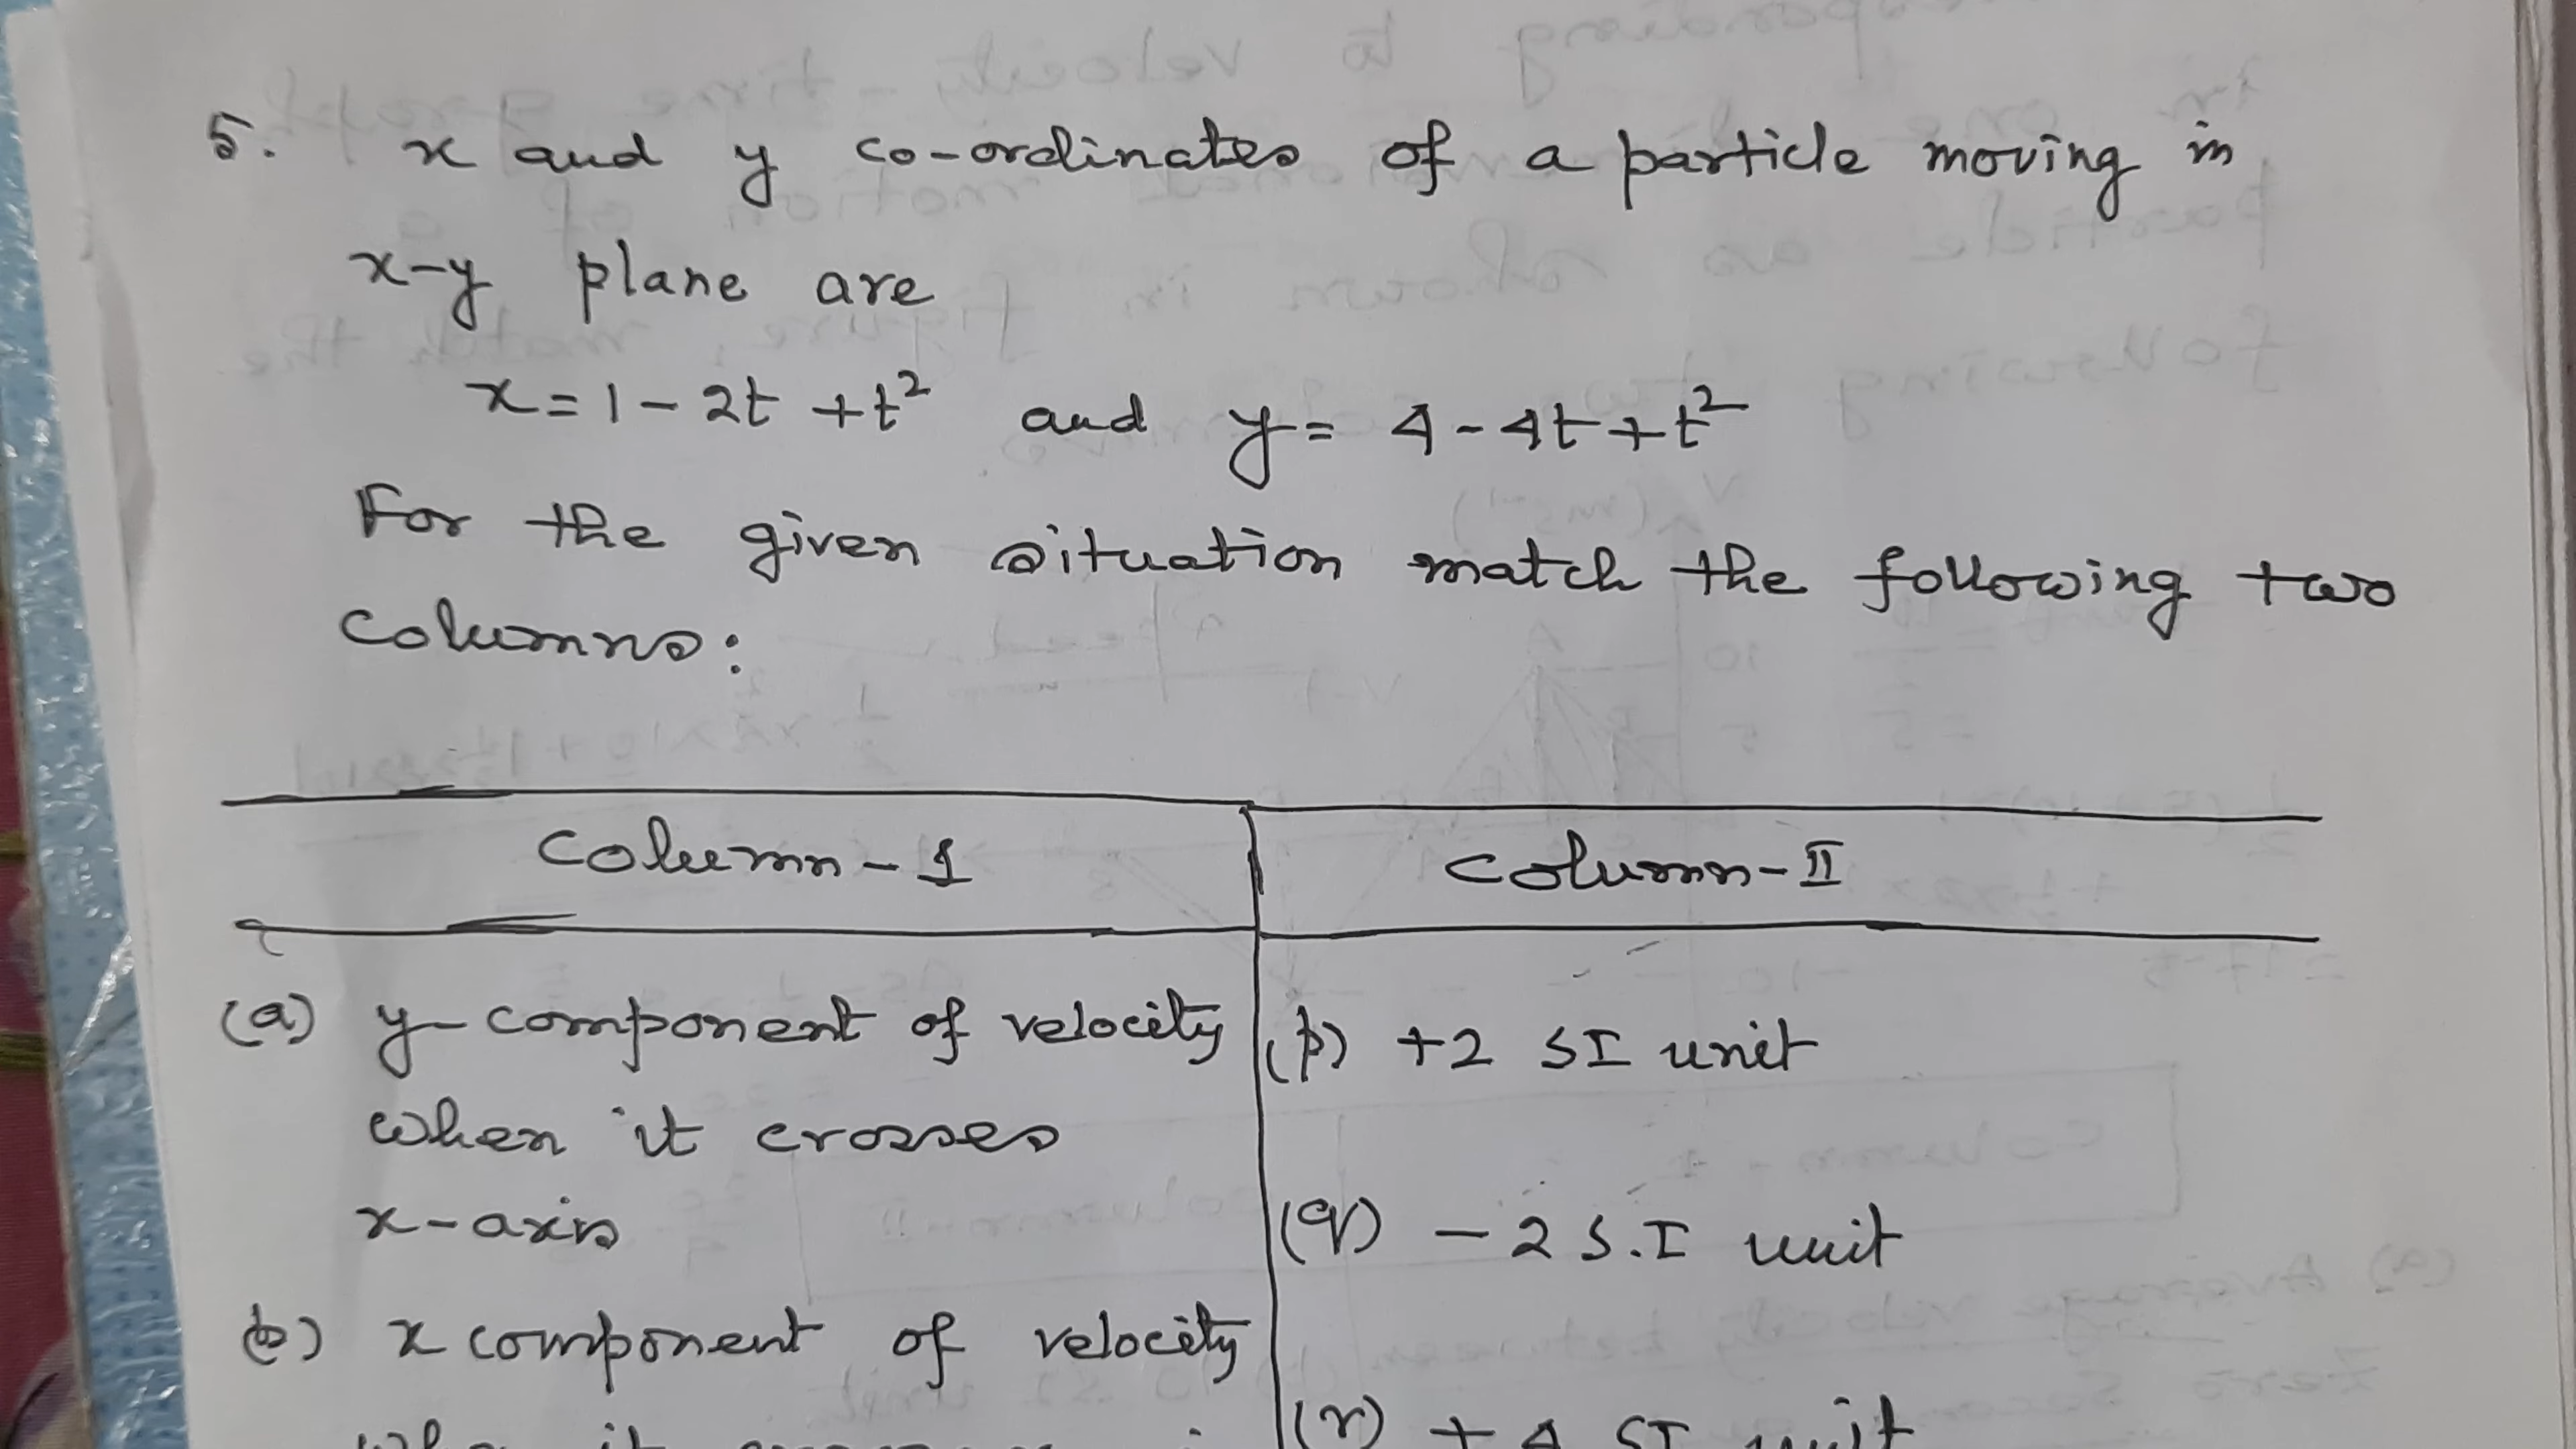 5. x and y co-ordinates of a particle moving in
x-y plane are
x = 1 - 2t + t² and y = 4 - 4t + t²
For the given situation match the following two
columns:
Column-I
Column-II
(a) y-component of velocity
when it crosses
x-axis
(b) x component of velocity
(p) +2 SI unit
(q) - 2 S.I unit
(r) + 4 SI unit